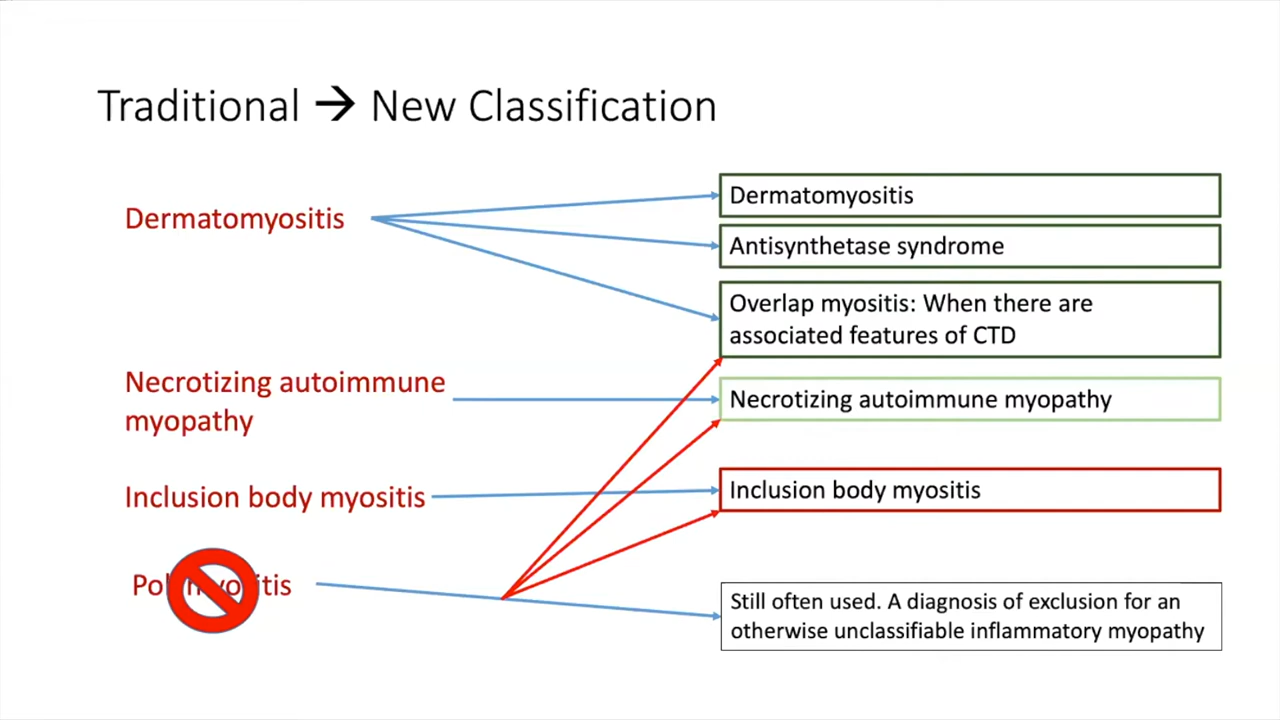 Traditional → New Classification
Dermatomyositis
Dermatomyositis
Antisynthetase syndrome
Overlap myositis: When there are
associated features of CTD
Necrotizing autoimmune
myopathy
Necrotizing autoimmune myopathy
Inclusion body myositis
Inclusion body myositis
Polymyositis
Still often used. A diagnosis of exclusion for an
otherwise unclassifiable inflammatory myopathy